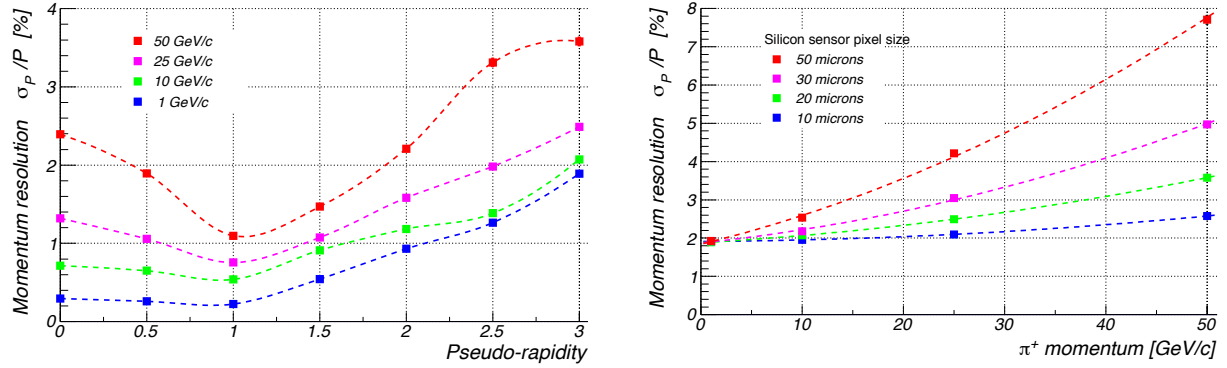 Momentum resolution σ_P /P [%]
4
3
2
1
0
50 GeV/c
25 GeV/c
10 GeV/c
1 GeV/c
0 0.5 1 1.5 2 2.5 3
Pseudo-rapidity
Momentum resolution σ_P /P [%]
8
7
6
5
4
3
2
1
0
Silicon sensor pixel size
50 microns
30 microns
20 microns
10 microns
0 10 20 30 40 50
π⁺ momentum [GeV/c]